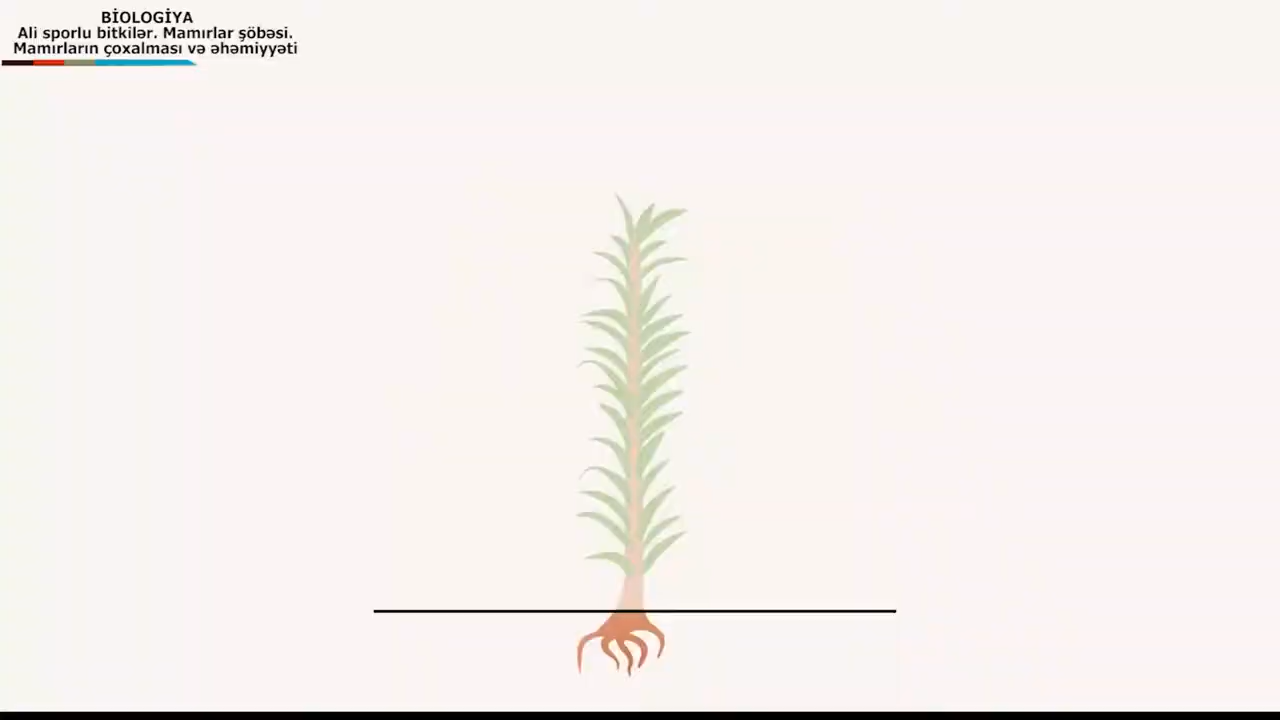 BİOLOGİYA
Ali sporlu bitkilər. Mamırlar şöbəsi.
Mamırların çoxalması və əhəmiyyəti